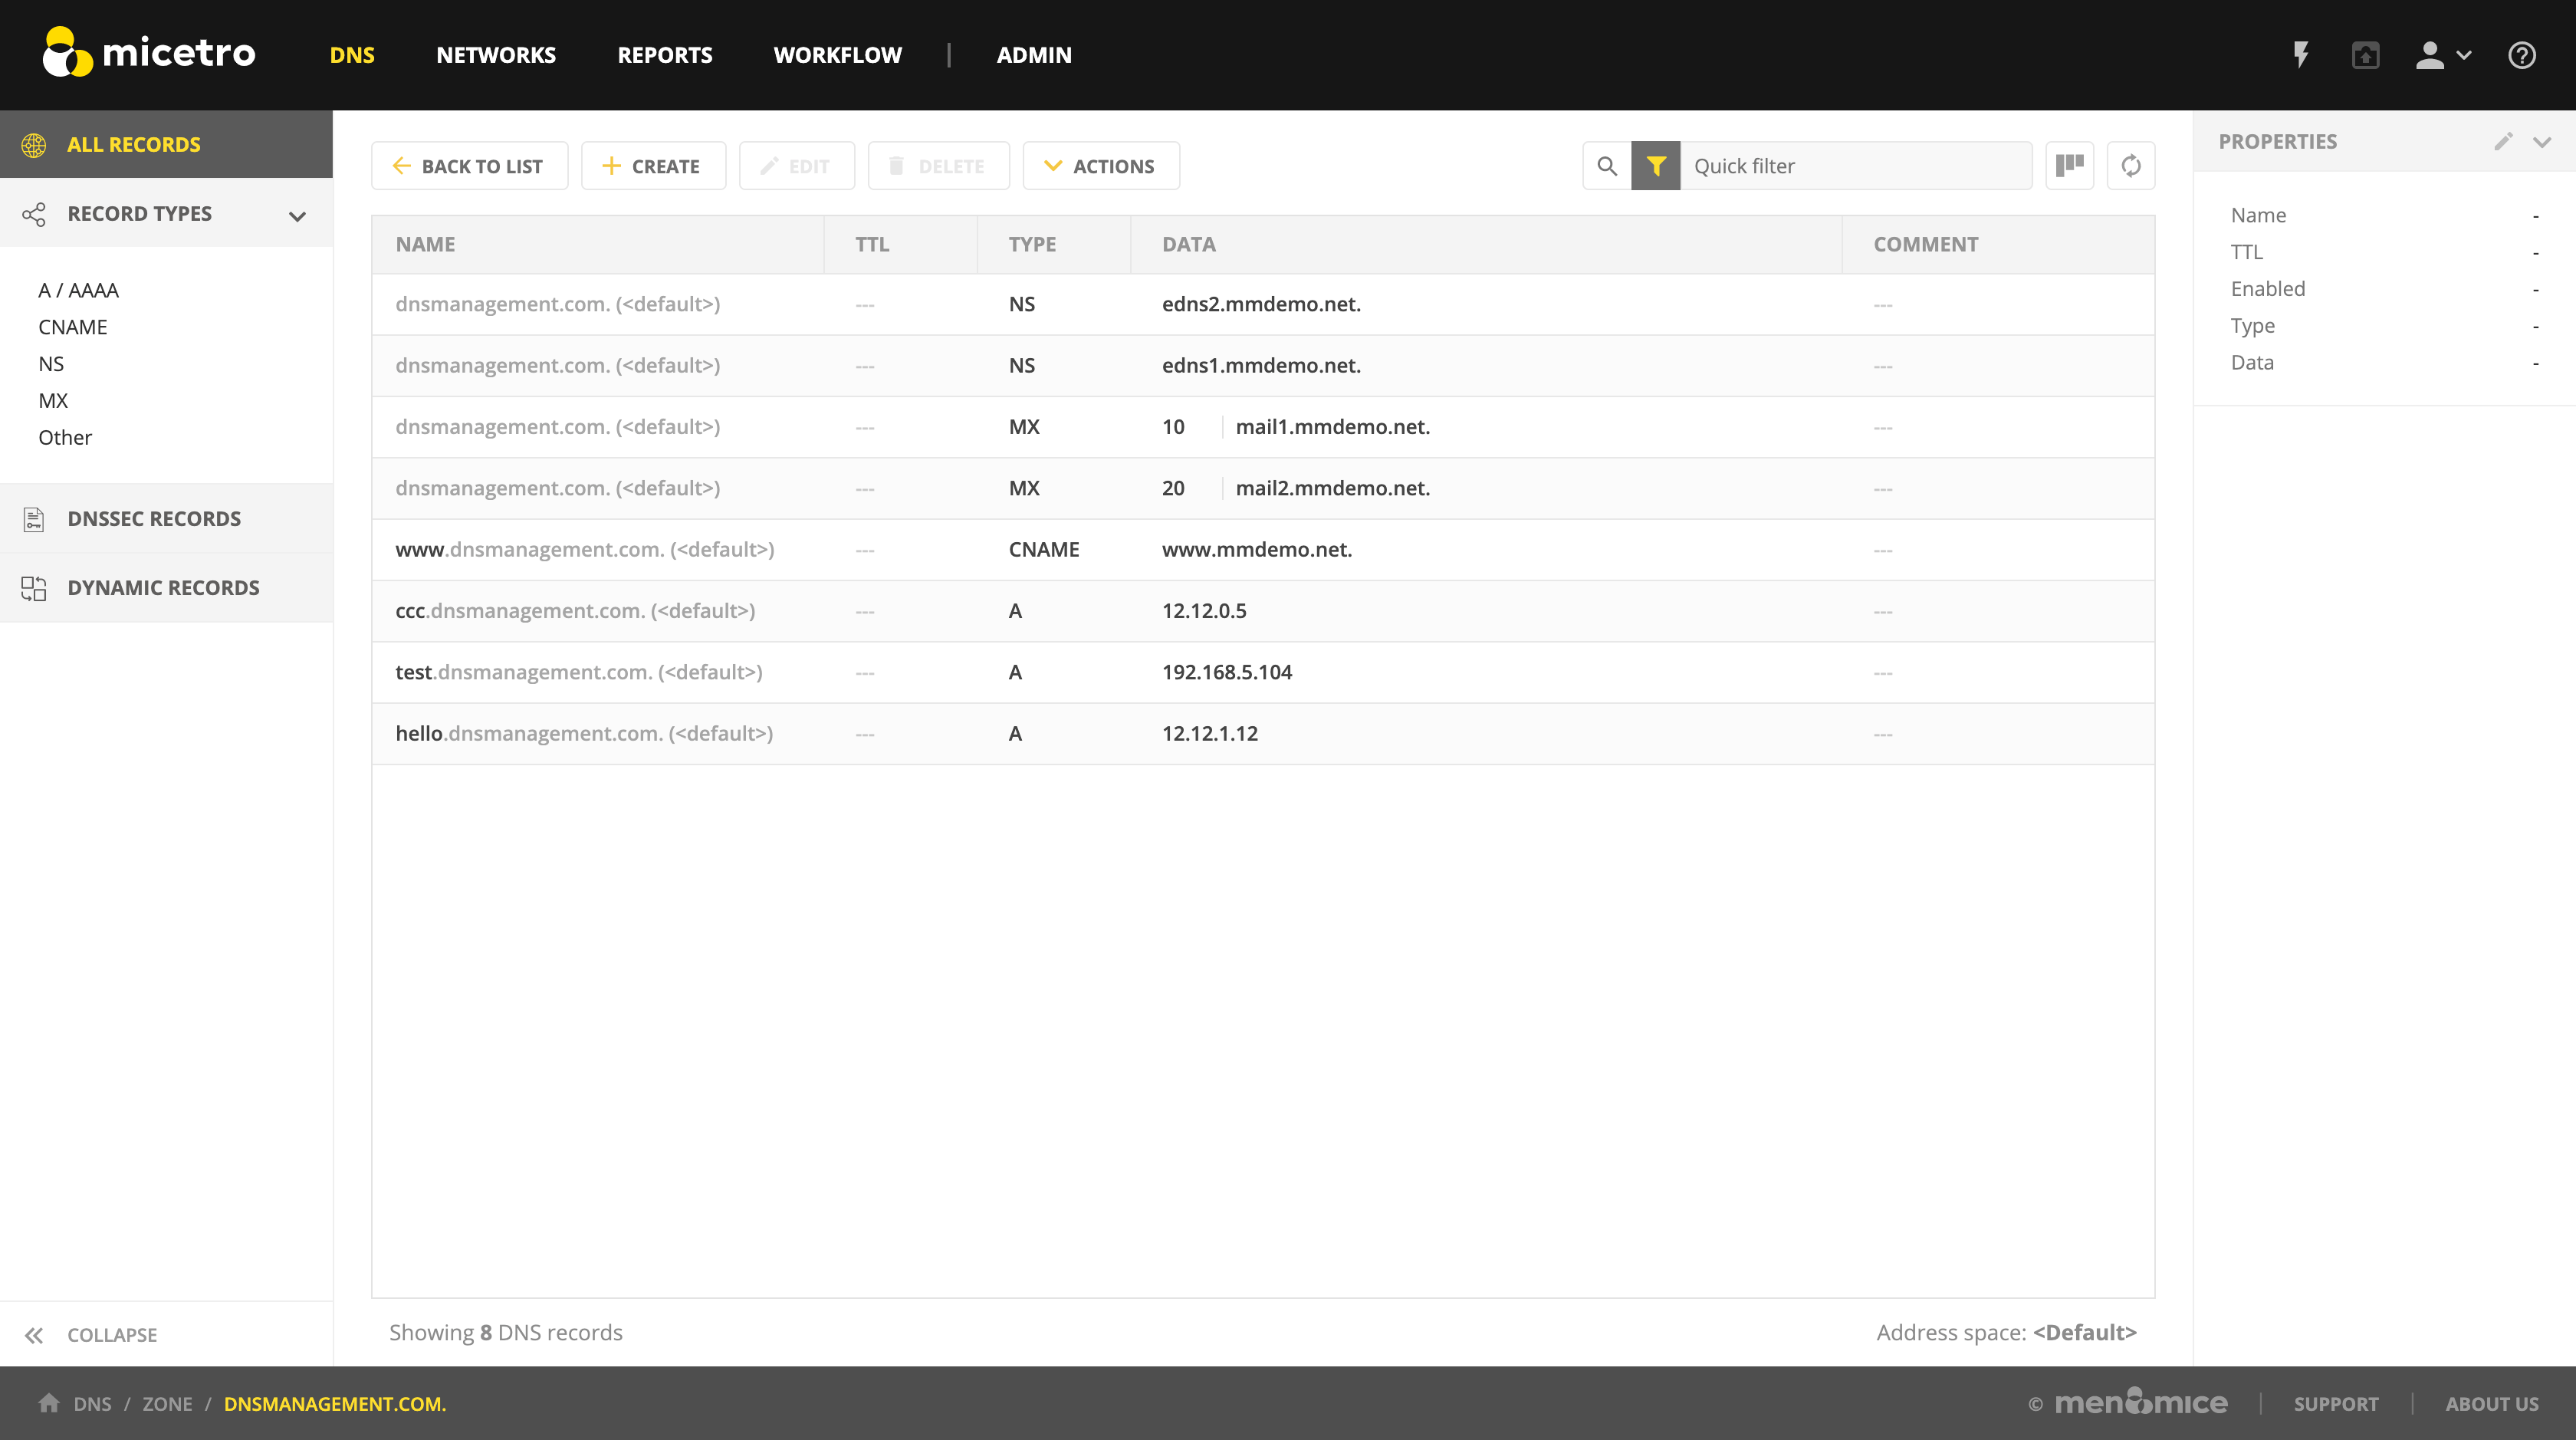 micetro DNS NETWORKS REPORTS WORKFLOW | ADMIN
ALL RECORDS
RECORD TYPES
A / AAAA
CNAME
NS
MX
Other
DNSSEC RECORDS
DYNAMIC RECORDS
COLLAPSE
BACK TO LIST CREATE EDIT DELETE ACTIONS Quick filter
NAME TTL TYPE DATA COMMENT
dnsmanagement.com. (<default>) --- NS edns2.mmdemo.net. ---
dnsmanagement.com. (<default>) --- NS edns1.mmdemo.net. ---
dnsmanagement.com. (<default>) --- MX 10 mail1.mmdemo.net. ---
dnsmanagement.com. (<default>) --- MX 20 mail2.mmdemo.net. ---
www.dnsmanagement.com. (<default>) --- CNAME www.mmdemo.net. ---
ccc.dnsmanagement.com. (<default>) --- A 12.12.0.5 ---
test.dnsmanagement.com. (<default>) --- A 192.168.5.104 ---
hello.dnsmanagement.com. (<default>) --- A 12.12.1.12 ---
Showing 8 DNS records Address space: <Default>
PROPERTIES
Name -
TTL -
Enabled -
Type -
Data -
DNS / ZONE / DNSMANAGEMENT.COM. © men&mice | SUPPORT | ABOUT US